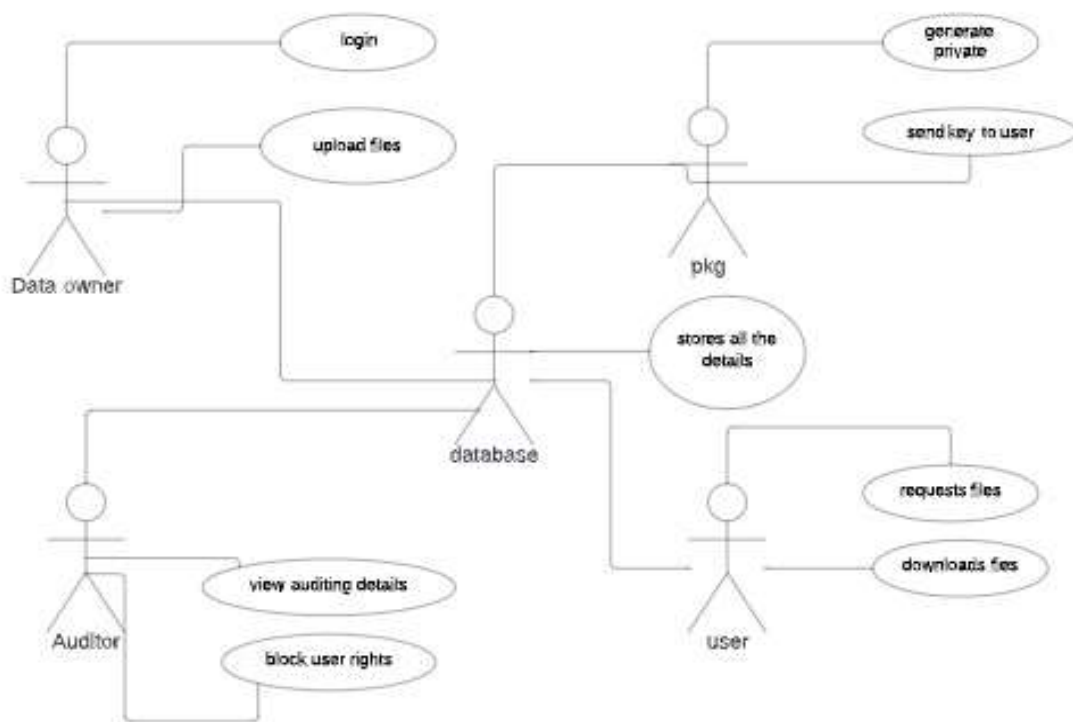 login
generate
private
upload files
send key to user
Data owner
pkg
stores all the
details
database
requests files
downloads fies
view auditing details
Auditor
user
block user rights